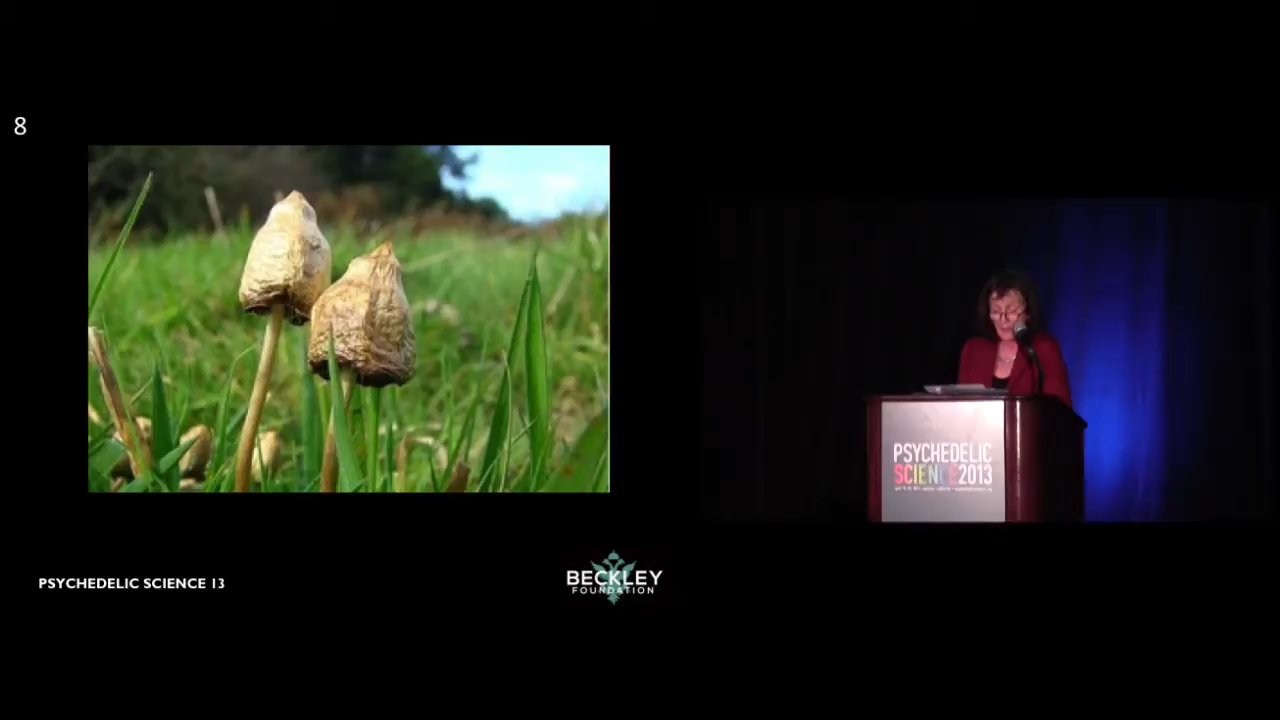 8
PSYCHEDELIC
SCIENCE2013
PSYCHEDELIC SCIENCE 13
BECKLEY
FOUNDATION